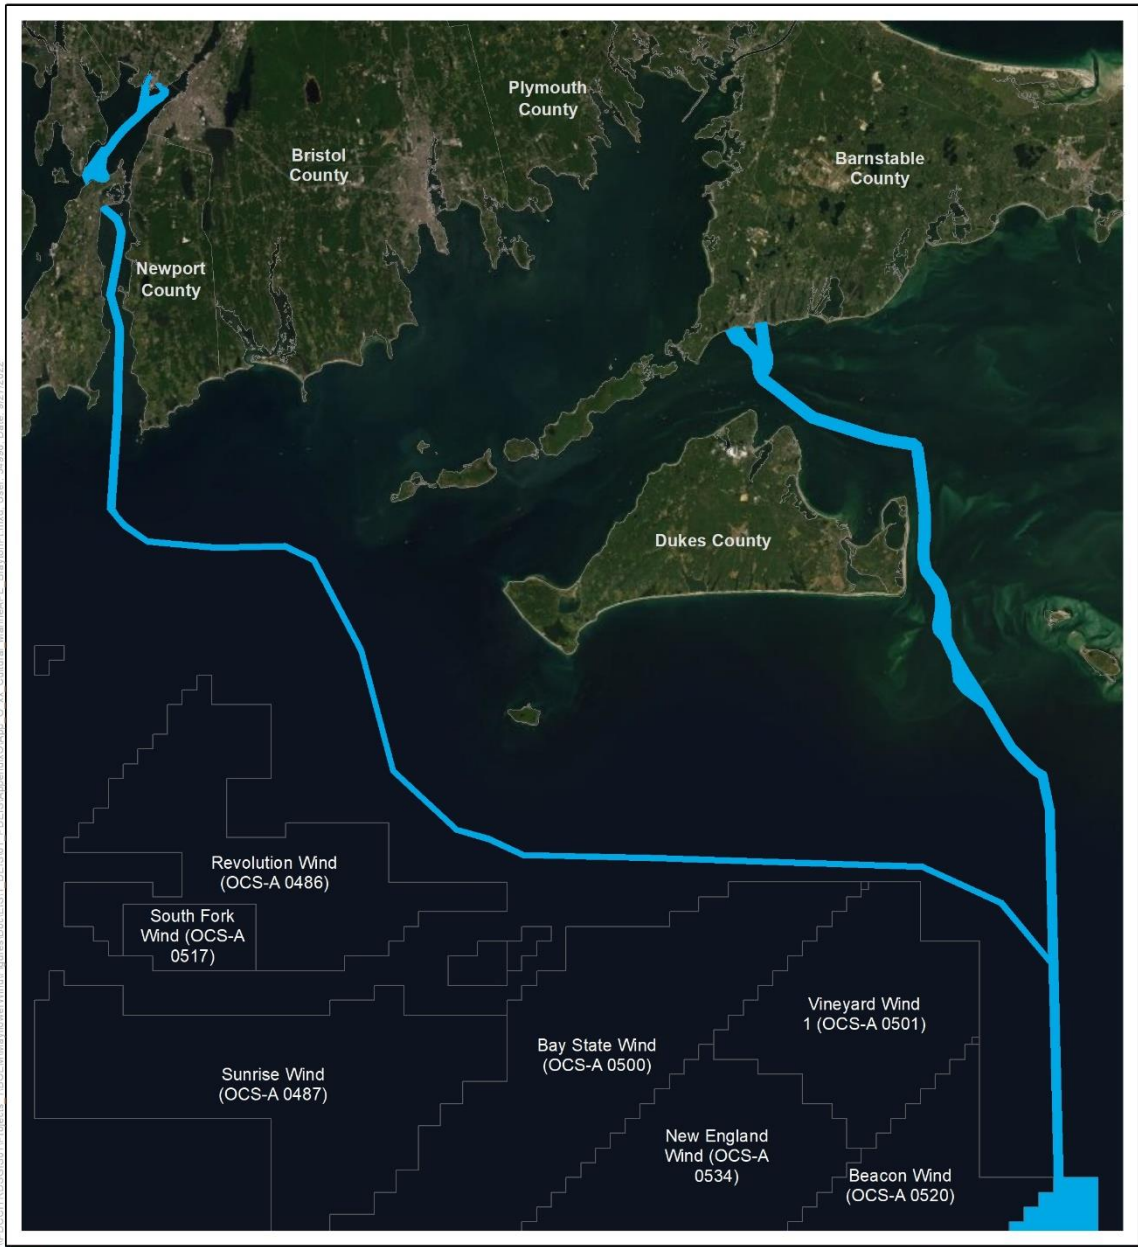 Plymouth
County
Bristol
County
Barnstable
County
Newport
County
Dukes County
Revolution Wind
(OCS-A 0486)
South Fork
Wind (OCS-A
0517)
Vineyard Wind
1 (OCS-A 0501)
Bay State Wind
(OCS-A 0500)
Sunrise Wind
(OCS-A 0487)
New England
Wind (OCS-A
0534)
Beacon Wind
(OCS-A 0520)